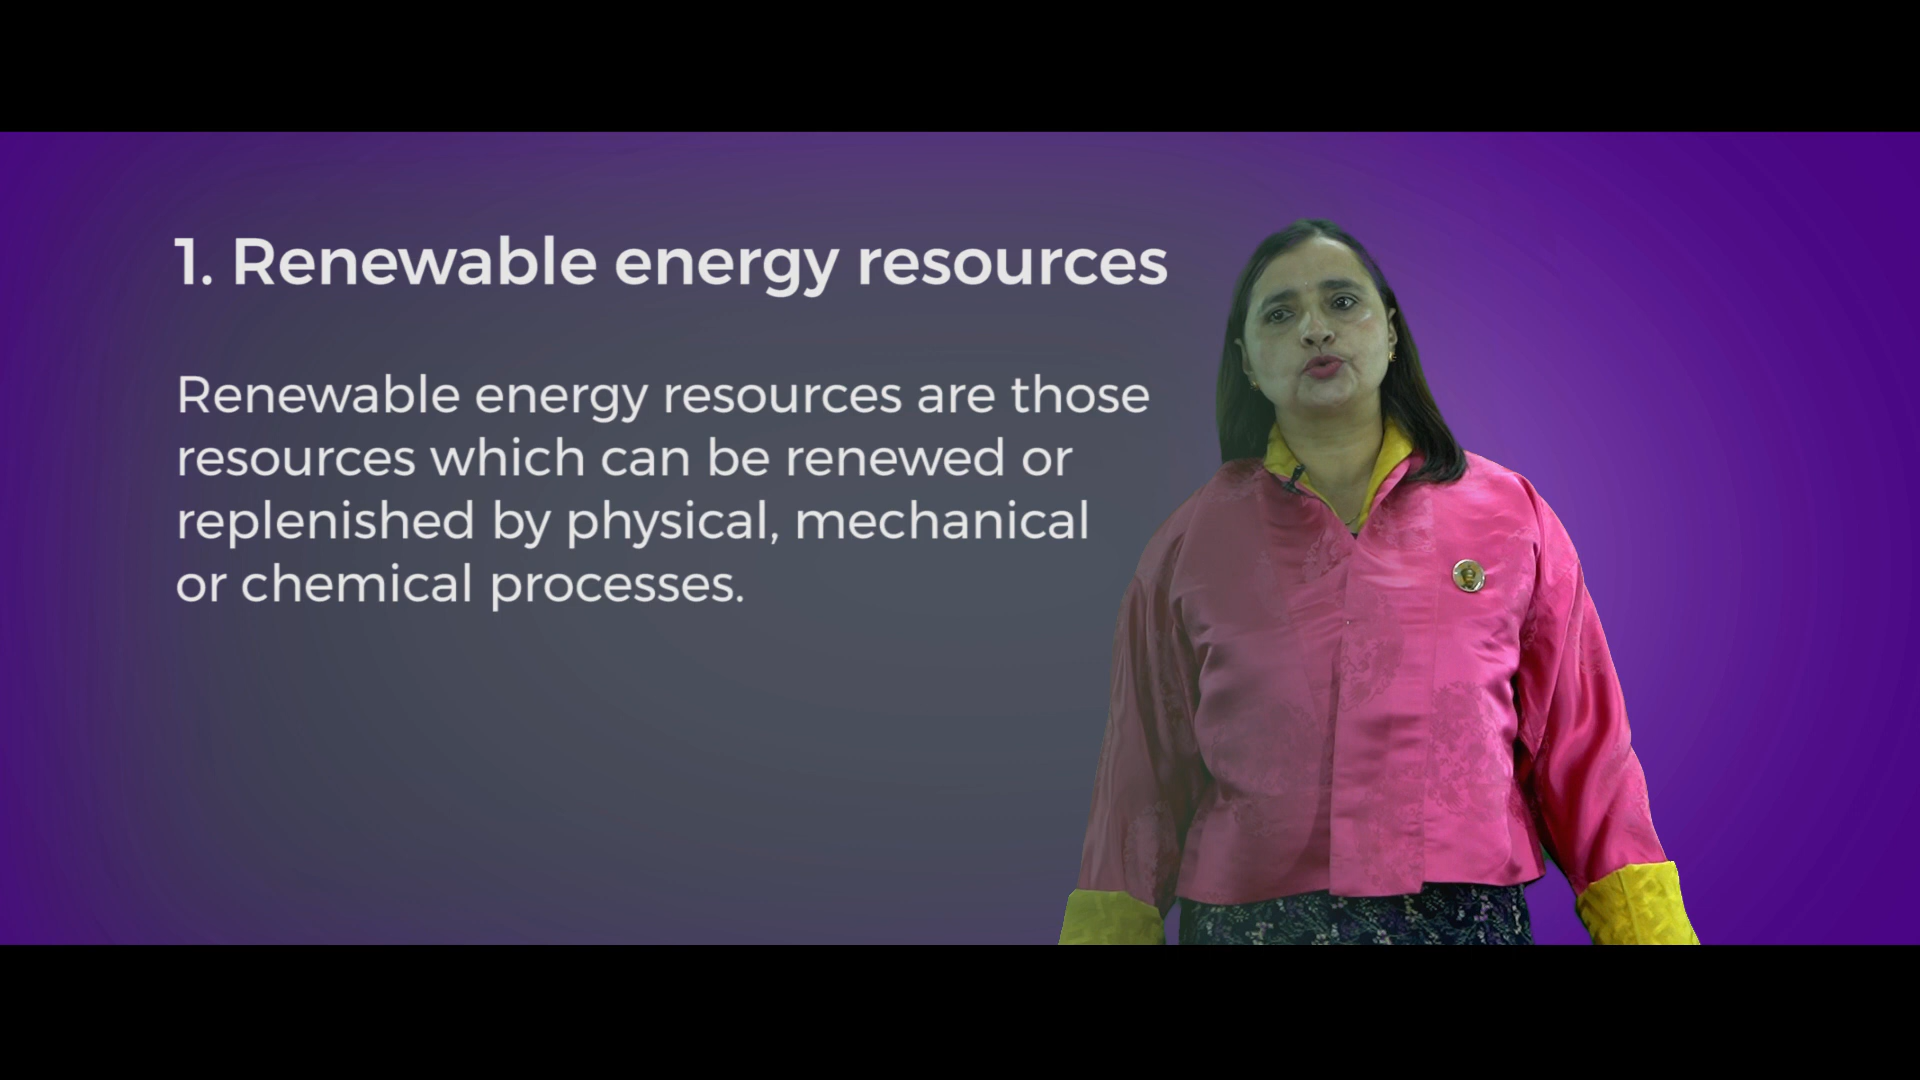 1. Renewable energy resources
Renewable energy resources are those
resources which can be renewed or
replenished by physical, mechanical
or chemical processes.